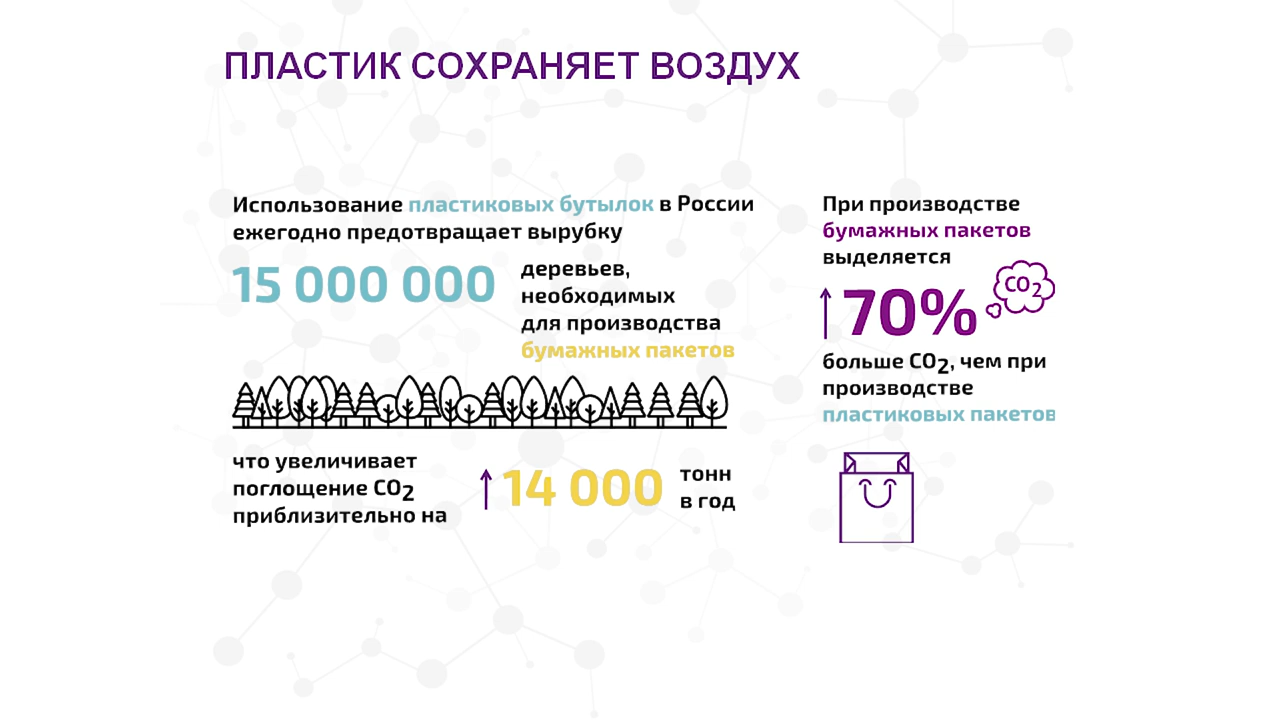 ПЛАСТИК СОХРАНЯЕТ ВОЗДУХ
Использование пластиковых бутылок в России
ежегодно предотвращает вырубку
15 000 000
деревьев,
необходимых
для производства
бумажных пакетов
что увеличивает
поглощение CO2
приблизительно на
14 000
тонн
в год
При производстве
бумажных пакетов
выделяется
70%
CO2
больше CO2, чем при
производстве
пластиковых пакетов